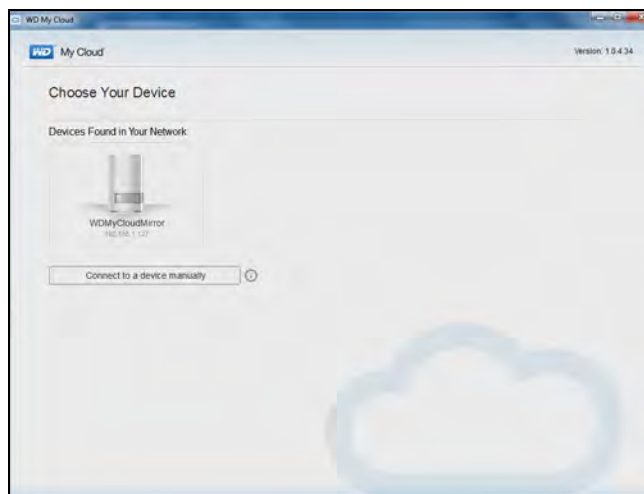 WD My Cloud
WD My Cloud
Version: 1.0.4.34
Choose Your Device
Devices Found in Your Network
WDMyCloudMirror
Connect to a device manually